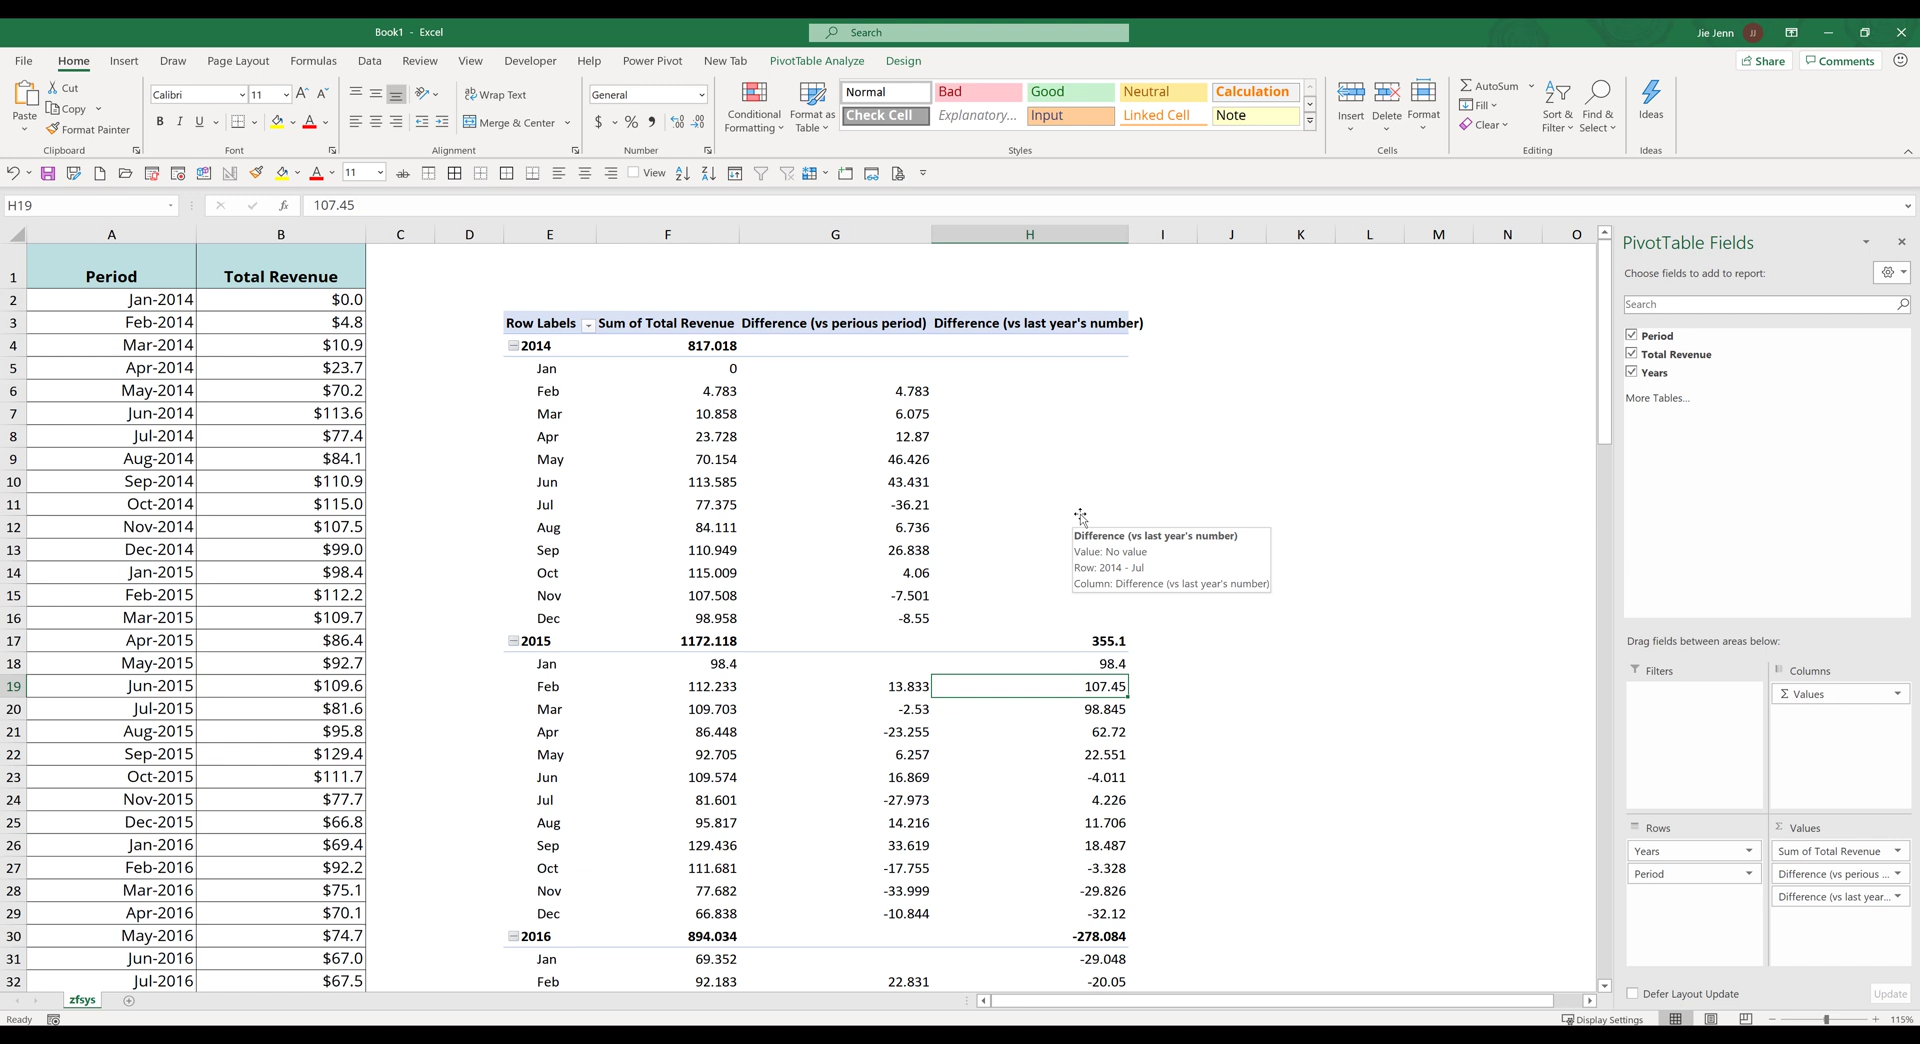 Book1 - Excel
Search
Jie Jenn
JJ
File Home Insert Draw Page Layout Formulas Data Review View Developer Help Power Pivot New Tab PivotTable Analyze Design
Share
Comments
Paste
Cut
Copy
Format Painter
Clipboard
Calibri
11
A A
B I U
A
Font
Wrap Text
Merge & Center
Alignment
General
$ % 9
Number
Conditional Formatting
Format as Table
Normal Bad Good Neutral Calculation
Check Cell Explanatory... Input Linked Cell Note
Styles
Insert Delete Format
Cells
AutoSum
Fill
Clear
Sort & Filter
Find & Select
Editing
Ideas
Ideas
11
ab
View
H19
fx
107.45
A B C D E F G H I J K L M N O
1 Period Total Revenue
2 Jan-2014 $0.0
3 Feb-2014 $4.8 Row Labels Sum of Total Revenue Difference (vs perious period) Difference (vs last year's number)
4 Mar-2014 $10.9 2014 817.018
5 Apr-2014 $23.7 Jan 0
6 May-2014 $70.2 Feb 4.783 4.783
7 Jun-2014 $113.6 Mar 10.858 6.075
8 Jul-2014 $77.4 Apr 23.728 12.87
9 Aug-2014 $84.1 May 70.154 46.426
10 Sep-2014 $110.9 Jun 113.585 43.431
11 Oct-2014 $115.0 Jul 77.375 -36.21
12 Nov-2014 $107.5 Aug 84.111 6.736
13 Dec-2014 $99.0 Sep 110.949 26.838
14 Jan-2015 $98.4 Oct 115.009 4.06
15 Feb-2015 $112.2 Nov 107.508 -7.501
16 Mar-2015 $109.7 Dec 98.958 -8.55
17 Apr-2015 $86.4 2015 1172.118 355.1
18 May-2015 $92.7 Jan 98.4 98.4
19 Jun-2015 $109.6 Feb 112.233 13.833 107.45
20 Jul-2015 $81.6 Mar 109.703 -2.53 98.845
21 Aug-2015 $95.8 Apr 86.448 -23.255 62.72
22 Sep-2015 $129.4 May 92.705 6.257 22.551
23 Oct-2015 $111.7 Jun 109.574 16.869 -4.011
24 Nov-2015 $77.7 Jul 81.601 -27.973 4.226
25 Dec-2015 $66.8 Aug 95.817 14.216 11.706
26 Jan-2016 $69.4 Sep 129.436 33.619 18.487
27 Feb-2016 $92.2 Oct 111.681 -17.755 -3.328
28 Mar-2016 $75.1 Nov 77.682 -33.999 -29.826
29 Apr-2016 $70.1 Dec 66.838 -10.844 -32.12
30 May-2016 $74.7 2016 894.034 -278.084
31 Jun-2016 $67.0 Jan 69.352 -29.048
32 Jul-2016 $67.5 Feb 92.183 22.831 -20.05
Difference (vs last year's number)
Value: No value
Row: 2014 - Jul
Column: Difference (vs last year's number)
PivotTable Fields
Choose fields to add to report:
Search
Period
Total Revenue
Years
More Tables...
Drag fields between areas below:
Filters
Columns
Σ Values
Rows
Years
Period
Σ Values
Sum of Total Revenue
Difference (vs perious ...
Difference (vs last year...
Defer Layout Update
Update
zfsys
Ready
Display Settings
115%